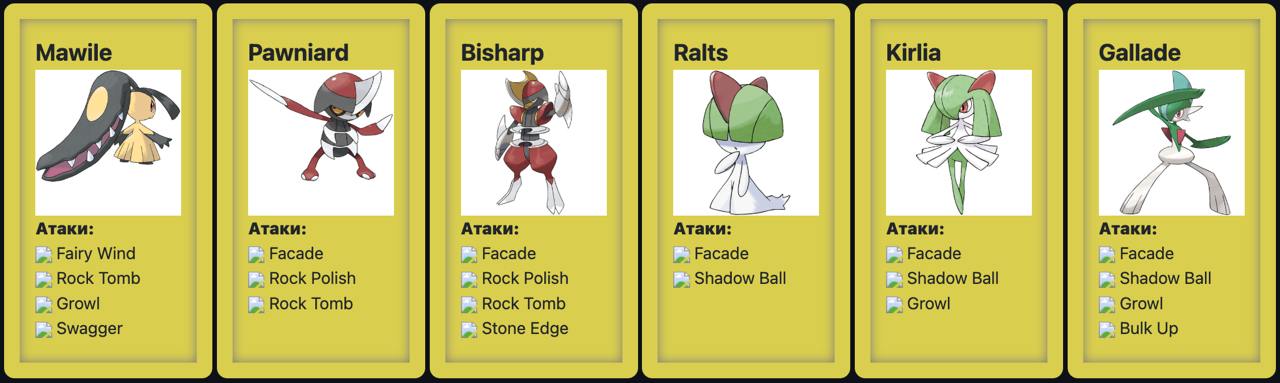 Mawile
Атаки:
Fairy Wind
Rock Tomb
Growl
Swagger
Pawniard
Атаки:
Facade
Rock Polish
Rock Tomb
Bisharp
Атаки:
Facade
Rock Polish
Rock Tomb
Stone Edge
Ralts
Атаки:
Facade
Shadow Ball
Kirlia
Атаки:
Facade
Shadow Ball
Growl
Gallade
Атаки:
Facade
Shadow Ball
Growl
Bulk Up